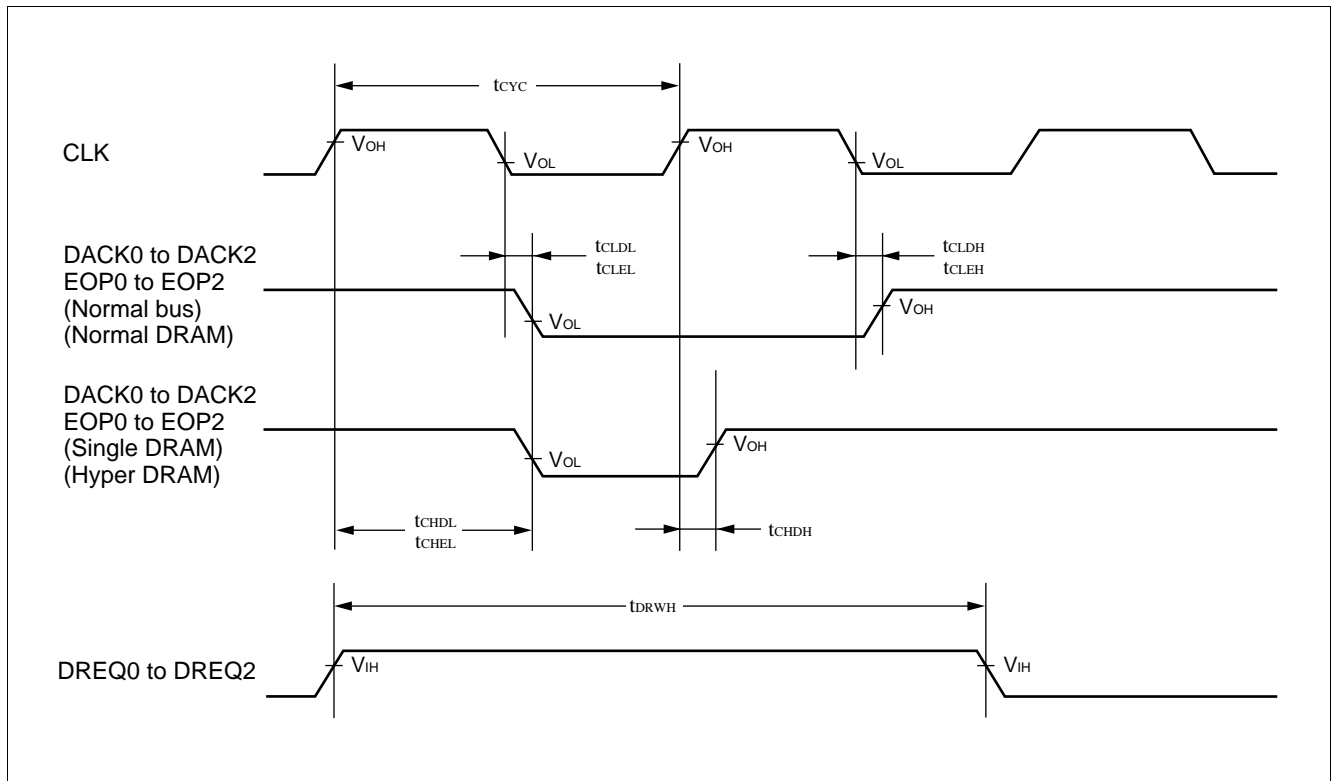 tCYC
CLK
VOH
VOL
VOH
VOL
DACK0 to DACK2
EOP0 to EOP2
(Normal bus)
(Normal DRAM)
tCLDL
tCLEL
tCLDH
tCLEH
VOL
VOH
DACK0 to DACK2
EOP0 to EOP2
(Single DRAM)
(Hyper DRAM)
VOL
VOH
tCHDL
tCHEL
tCHDH
tDRWH
DREQ0 to DREQ2
VIH
VIH